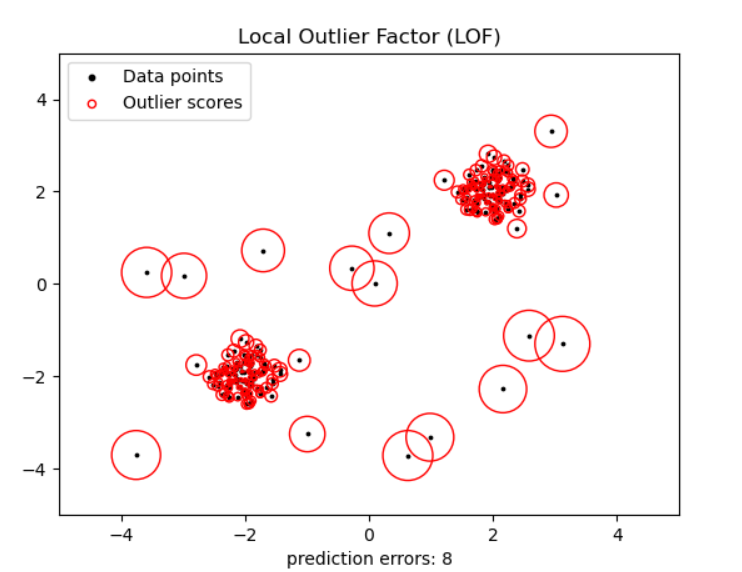 Local Outlier Factor (LOF)
Data points
Outlier scores
4
2
0
−2
−4
−4 −2 0 2 4
prediction errors: 8